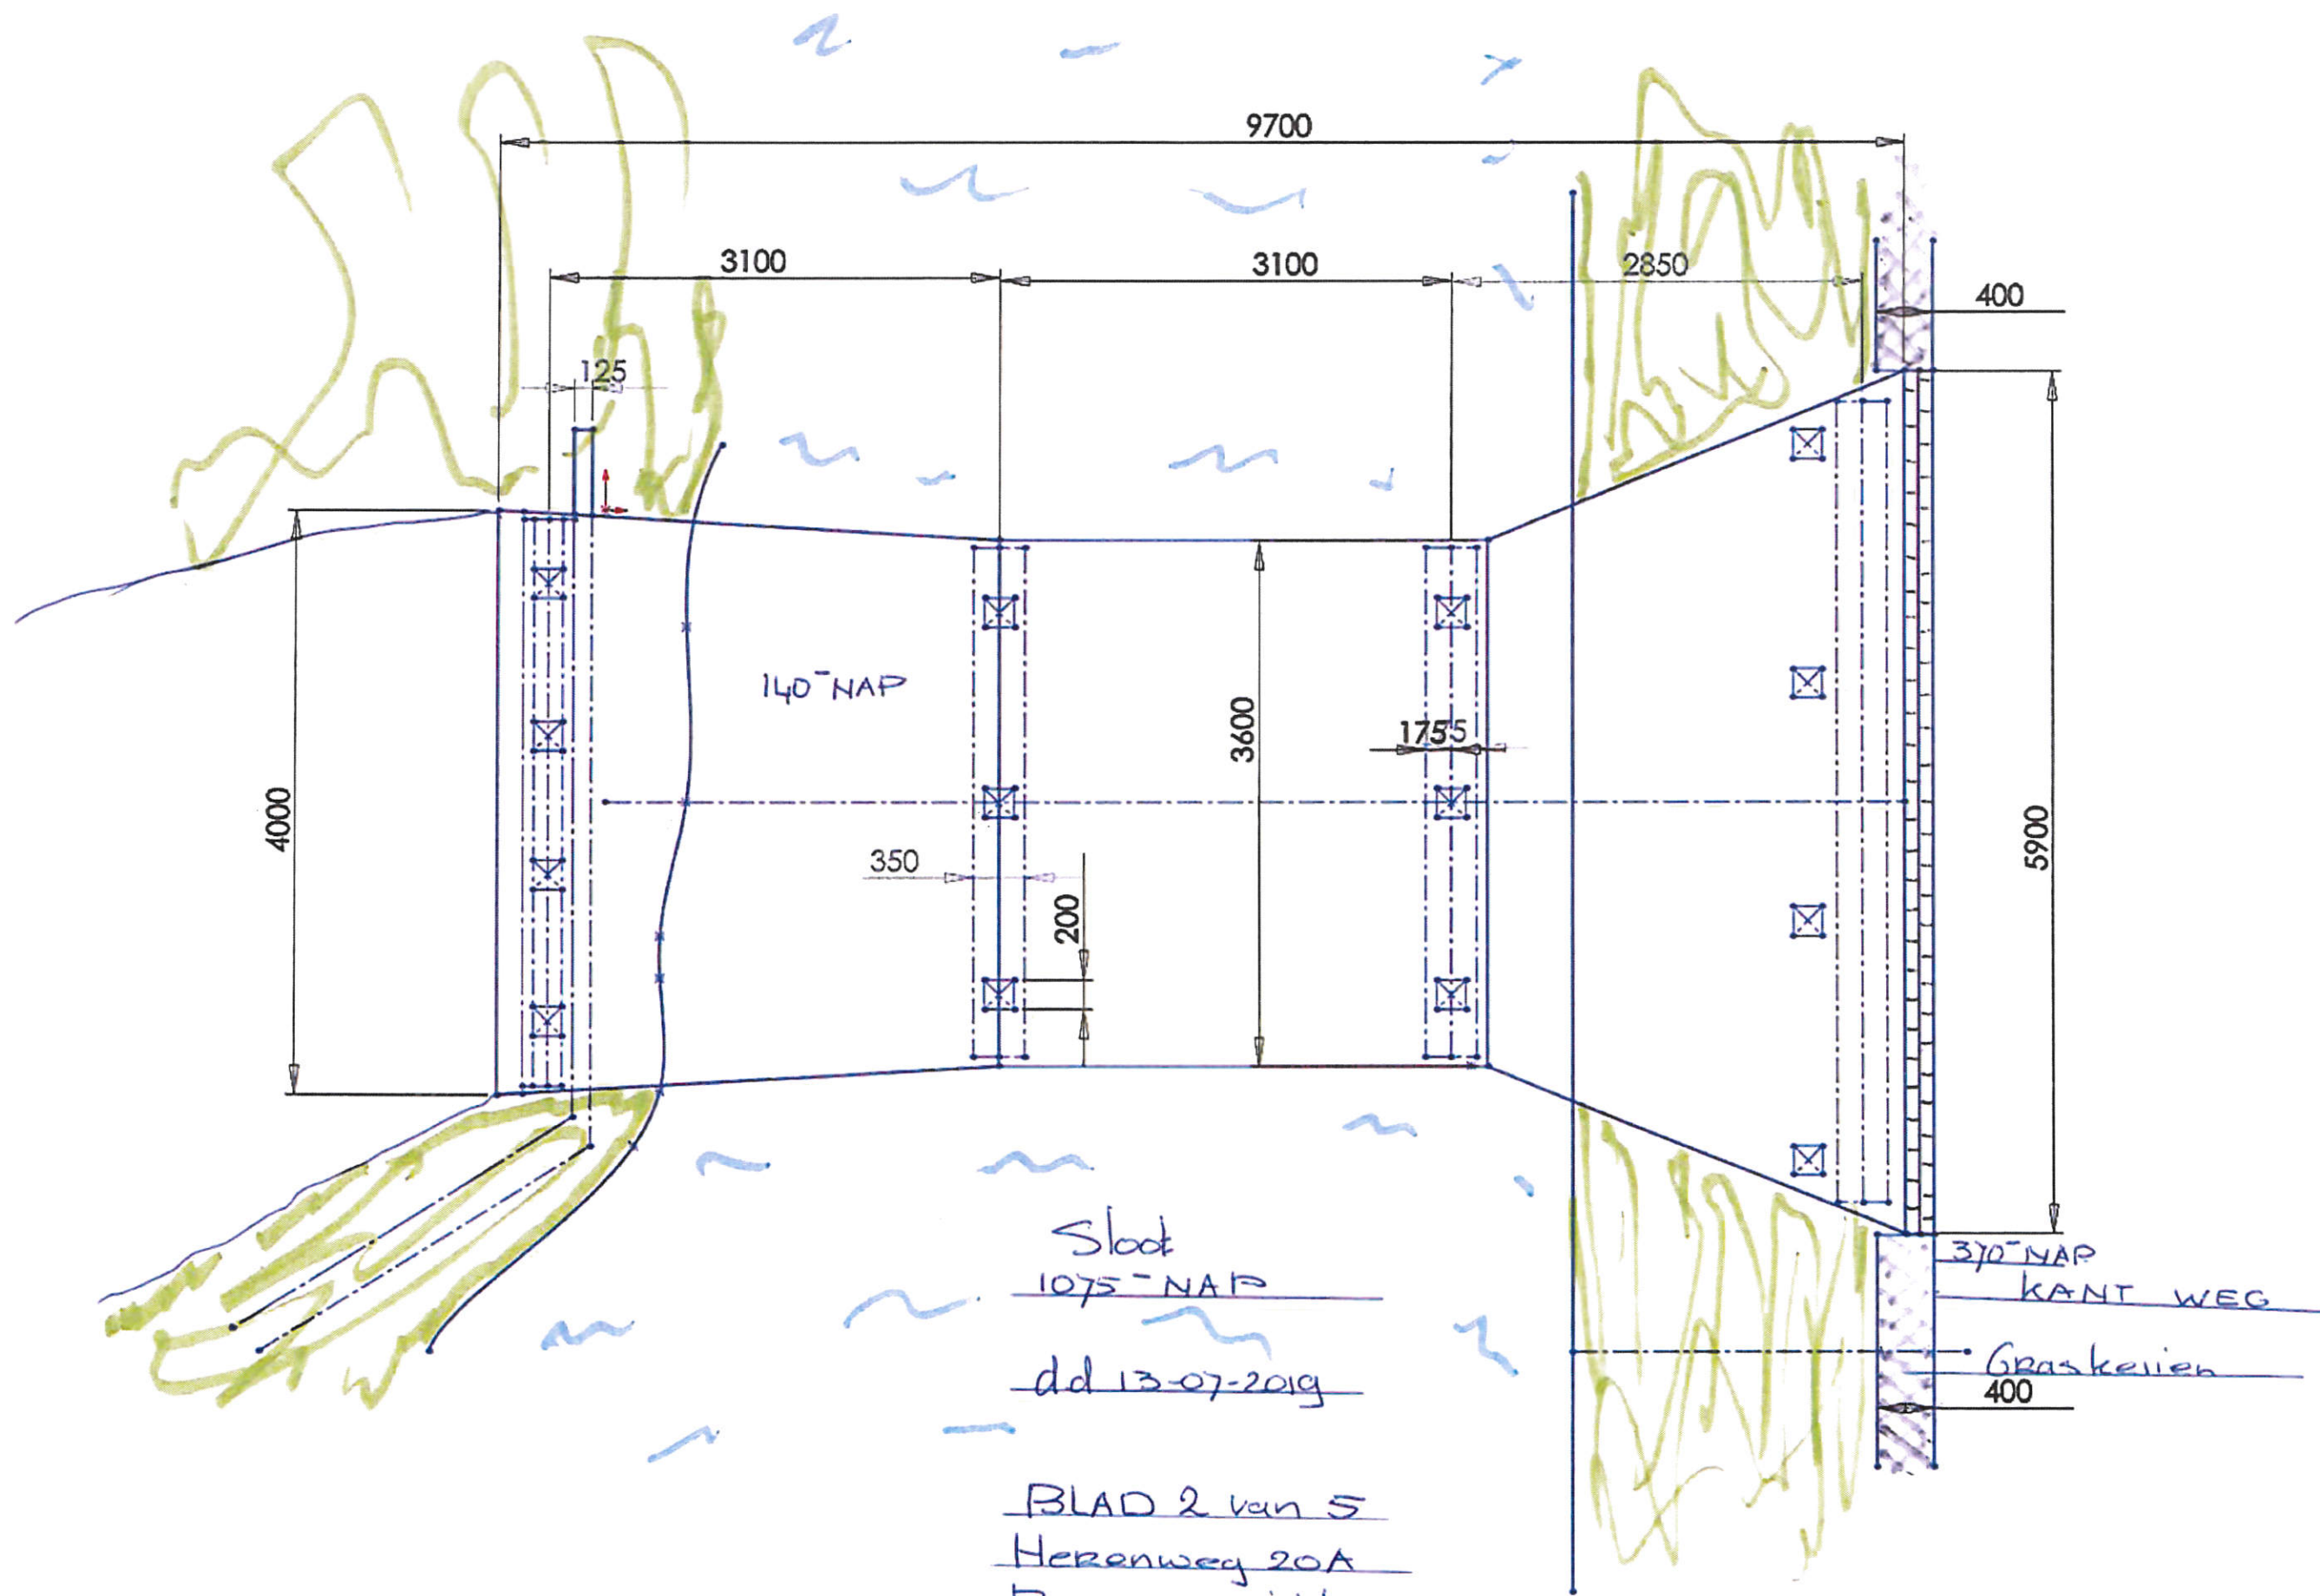 9700
3100
3100
2850
400
125
140⁻NAP
4000
3600
1755
350
200
5900
Sloot
1075⁻NAP
370⁻NAP
KANT WEG
dd 13-07-2019
Graskeien
400
BLAD 2 van 5
Herenweg 20A